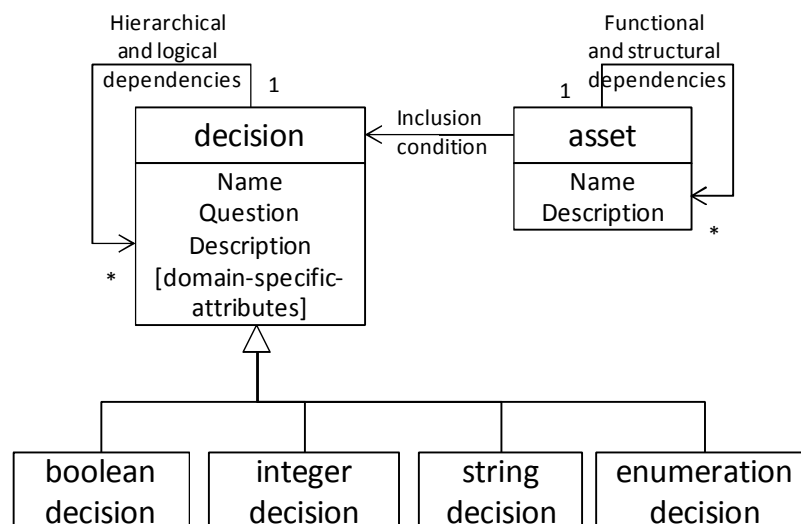 Hierarchical
and logical
dependencies
1
Functional
and structural
dependencies
1
decision
Inclusion
condition
asset
Name
Question
Description
[domain-specific-
attributes]
*
Name
Description
*
boolean
decision
integer
decision
string
decision
enumeration
decision